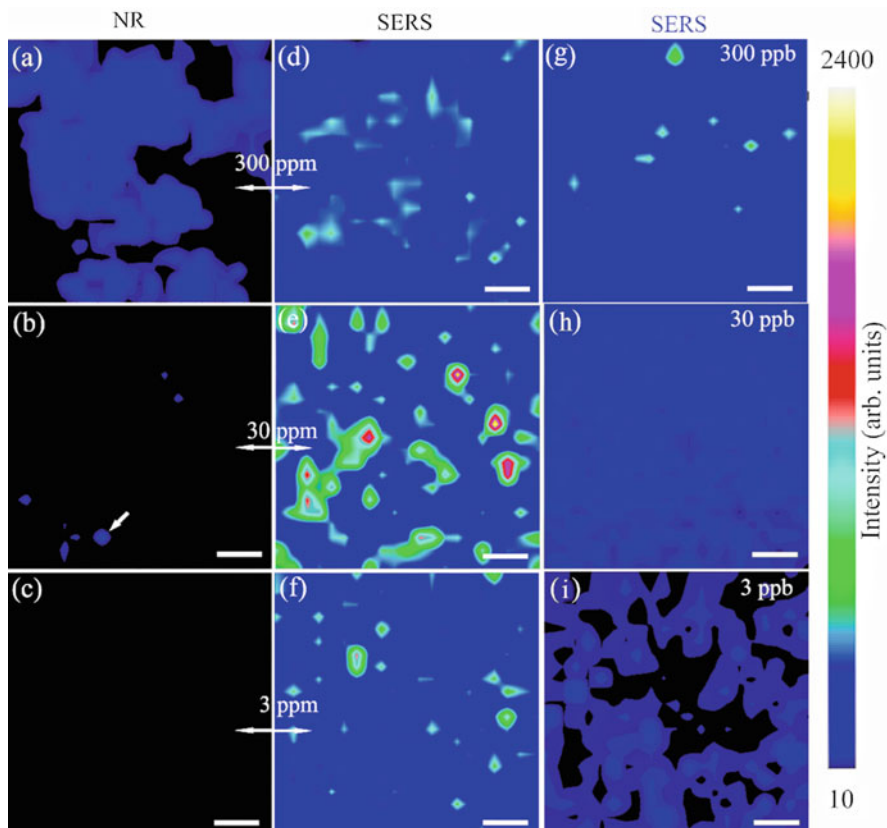 NR
SERS
SERS
(a)
(d)
(g)
300 ppb
2400
300 ppm
(b)
(e)
(h)
30 ppb
30 ppm
Intensity (arb. units)
(c)
(f)
(i)
3 ppb
3 ppm
10